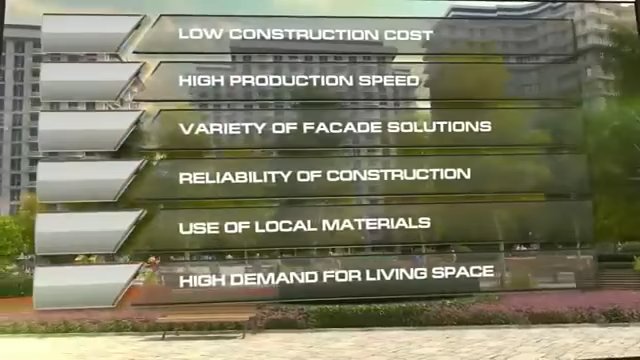 LOW CONSTRUCTION COST
HIGH PRODUCTION SPEED
VARIETY OF FACADE SOLUTIONS
RELIABILITY OF CONSTRUCTION
USE OF LOCAL MATERIALS
HIGH DEMAND FOR LIVING SPACE